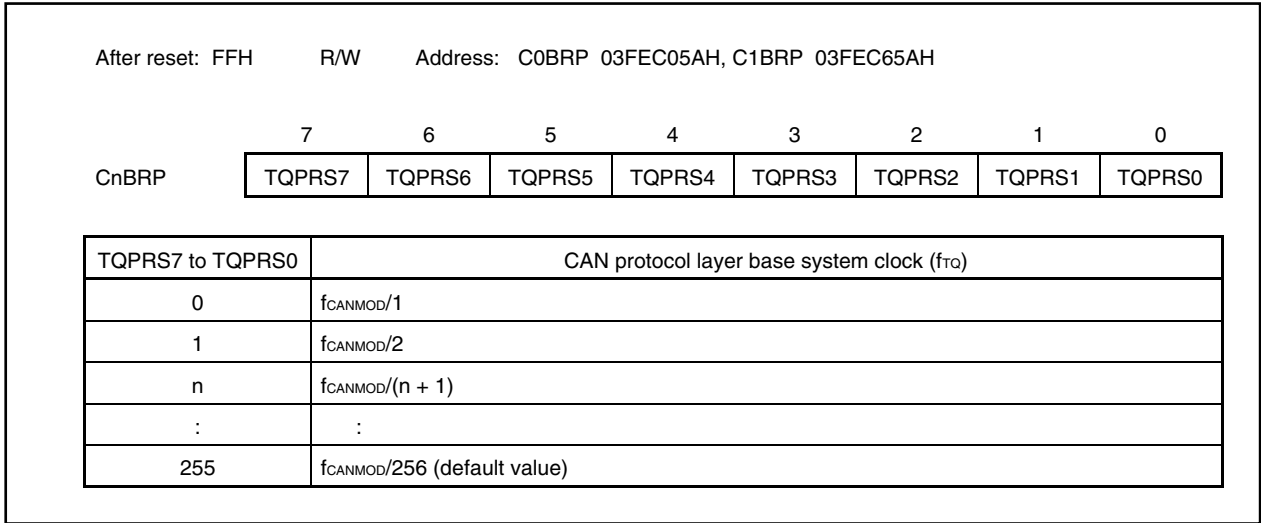 After reset: FFH R/W Address: C0BRP 03FEC05AH, C1BRP 03FEC65AH
7 6 5 4 3 2 1 0
CnBRP TQPRS7 TQPRS6 TQPRS5 TQPRS4 TQPRS3 TQPRS2 TQPRS1 TQPRS0
TQPRS7 to TQPRS0 CAN protocol layer base system clock (fTQ)
0 fCANMOD/1
1 fCANMOD/2
n fCANMOD/(n + 1)
: :
255 fCANMOD/256 (default value)